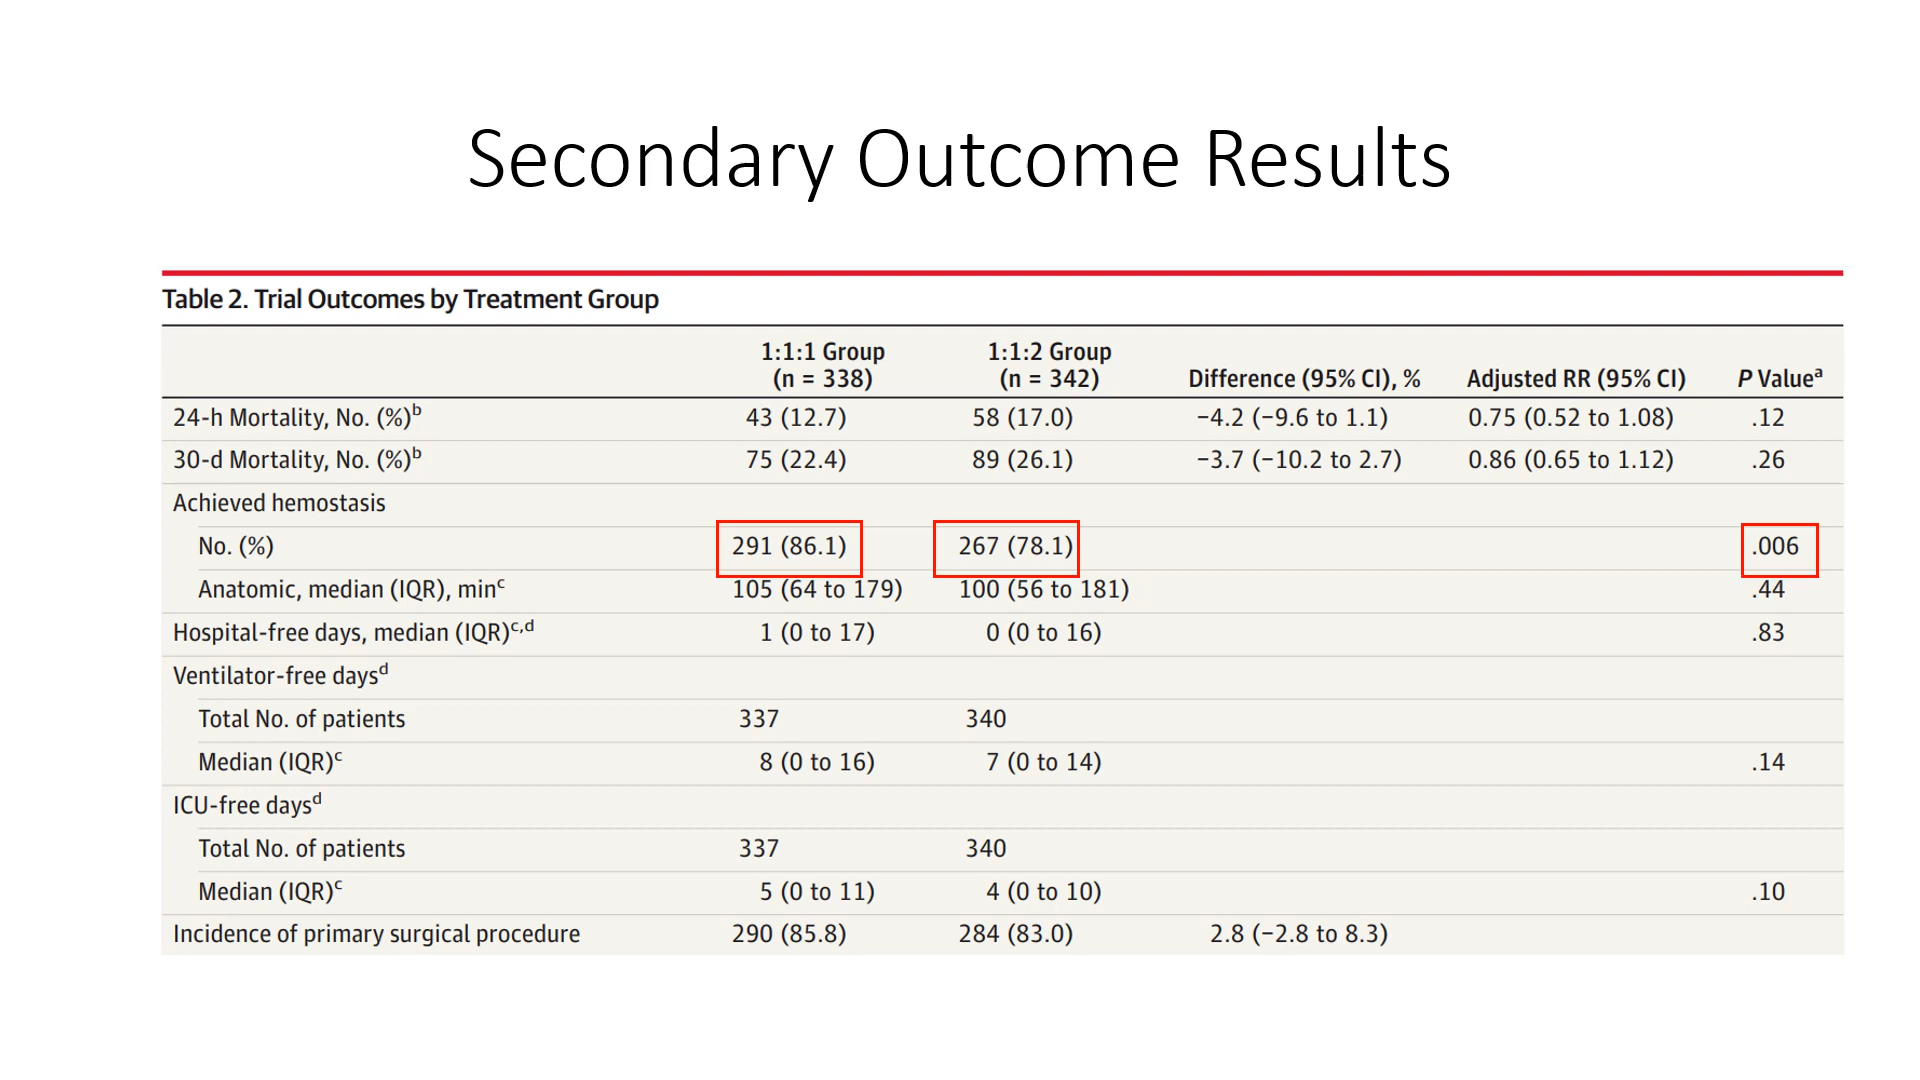 Secondary Outcome Results
Table 2. Trial Outcomes by Treatment Group
1:1:1 Group (n = 338) 1:1:2 Group (n = 342) Difference (95% CI), % Adjusted RR (95% CI) P Valueᵃ
24-h Mortality, No. (%)ᵇ 43 (12.7) 58 (17.0) −4.2 (−9.6 to 1.1) 0.75 (0.52 to 1.08) .12
30-d Mortality, No. (%)ᵇ 75 (22.4) 89 (26.1) −3.7 (−10.2 to 2.7) 0.86 (0.65 to 1.12) .26
Achieved hemostasis
No. (%) 291 (86.1) 267 (78.1) .006
Anatomic, median (IQR), minᶜ 105 (64 to 179) 100 (56 to 181) .44
Hospital-free days, median (IQR)ᶜ,ᵈ 1 (0 to 17) 0 (0 to 16) .83
Ventilator-free daysᵈ
Total No. of patients 337 340
Median (IQR)ᶜ 8 (0 to 16) 7 (0 to 14) .14
ICU-free daysᵈ
Total No. of patients 337 340
Median (IQR)ᶜ 5 (0 to 11) 4 (0 to 10) .10
Incidence of primary surgical procedure 290 (85.8) 284 (83.0) 2.8 (−2.8 to 8.3)